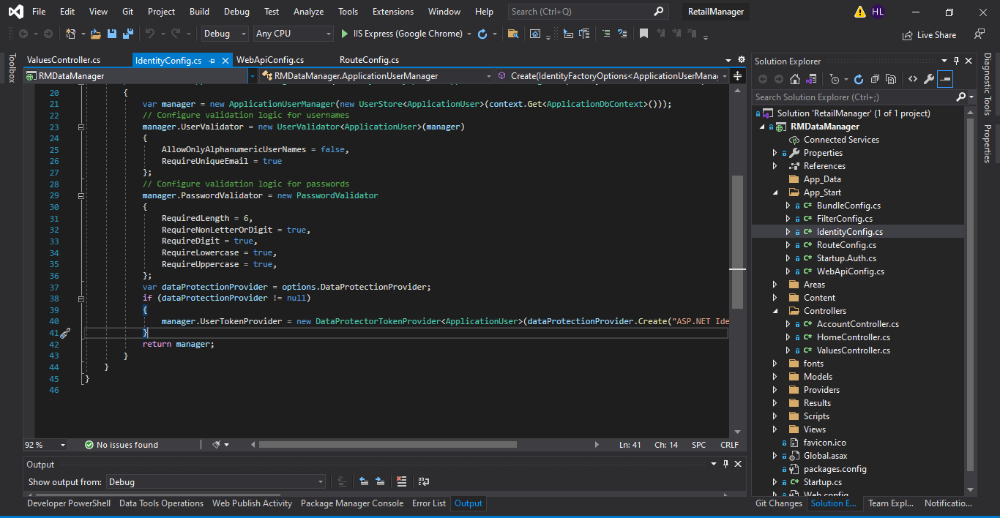 File Edit View Git Project Build Debug Test Analyze Tools Extensions Window Help Search (Ctrl+Q) RetailManager HL
Debug Any CPU IIS Express (Google Chrome) Live Share
Toolbox
ValuesController.cs IdentityConfig.cs WebApiConfig.cs RouteConfig.cs
RMDataManager RMDataManager.ApplicationUserManager Create(IdentityFactoryOptions<ApplicationUserMana
20 {
21 var manager = new ApplicationUserManager(new UserStore<ApplicationUser>(context.Get<ApplicationDbContext>()));
22 // Configure validation logic for usernames
23 manager.UserValidator = new UserValidator<ApplicationUser>(manager)
24 {
25 AllowOnlyAlphanumericUserNames = false,
26 RequireUniqueEmail = true
27 };
28 // Configure validation logic for passwords
29 manager.PasswordValidator = new PasswordValidator
30 {
31 RequiredLength = 6,
32 RequireNonLetterOrDigit = true,
33 RequireDigit = true,
34 RequireLowercase = true,
35 RequireUppercase = true,
36 };
37 var dataProtectionProvider = options.DataProtectionProvider;
38 if (dataProtectionProvider != null)
39 {
40 manager.UserTokenProvider = new DataProtectorTokenProvider<ApplicationUser>(dataProtectionProvider.Create("ASP.NET Ide
41 }
42 return manager;
43 }
44 }
45 }
46
92 % No issues found Ln: 41 Ch: 14 SPC CRLF
Output
Show output from: Debug
Developer PowerShell Data Tools Operations Web Publish Activity Package Manager Console Error List Output
Solution Explorer
Search Solution Explorer (Ctrl+;)
Solution 'RetailManager' (1 of 1 project)
RMDataManager
Connected Services
Properties
References
App_Data
App_Start
C# BundleConfig.cs
C# FilterConfig.cs
C# IdentityConfig.cs
C# RouteConfig.cs
C# Startup.Auth.cs
C# WebApiConfig.cs
Areas
Content
Controllers
C# AccountController.cs
C# HomeController.cs
C# ValuesController.cs
fonts
Models
Providers
Results
Scripts
Views
favicon.ico
Global.asax
packages.config
C# Startup.cs
Web.config
Git Changes Solution E... Team Expl... Notificatio...
Diagnostic Tools
Properties